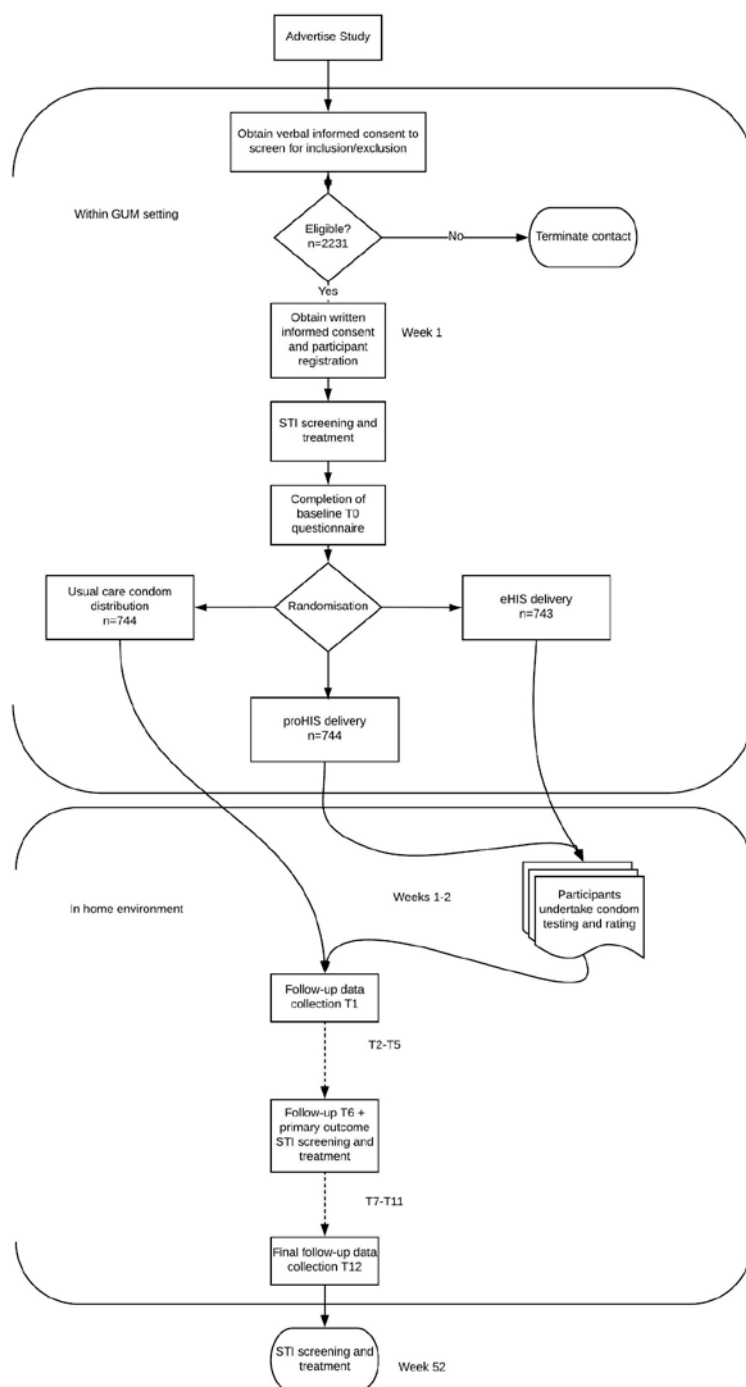 Advertise Study
Obtain verbal informed consent to
screen for inclusion/exclusion
Within GUM setting
Eligible?
n=2231
No
Terminate contact
Yes
Obtain written
informed consent
and participant
registration
Week 1
STI screening and
treatment
Completion of
baseline T0
questionnaire
Usual care condom
distribution
n=744
Randomisation
eHIS delivery
n=743
proHIS delivery
n=744
In home environment
Weeks 1-2
Participants
undertake condom
testing and rating
Follow-up data
collection T1
T2-T5
Follow-up T6 +
primary outcome
STI screening and
treatment
T7-T11
Final follow-up data
collection T12
STI screening and
treatment
Week 52